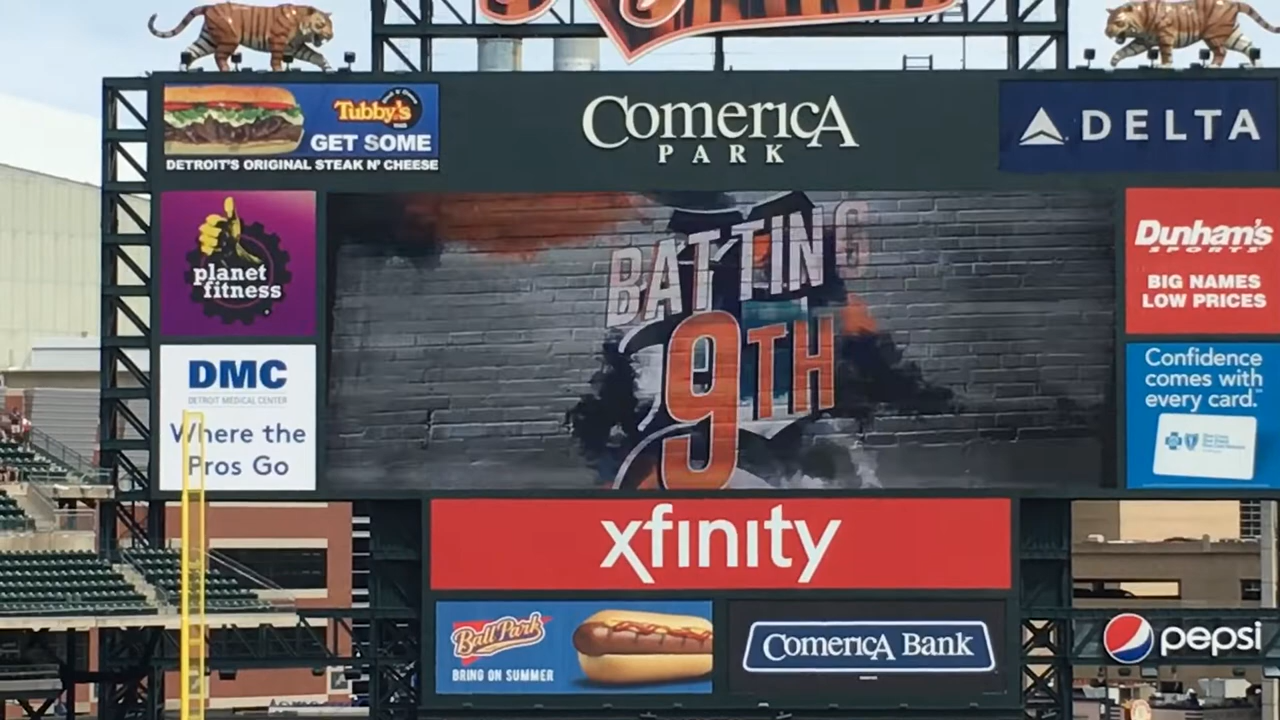 Tubby's
GET SOME
DETROIT'S ORIGINAL STEAK N' CHEESE
COMERICA
PARK
DELTA
planet
fitness
BATTING
9TH
Dunham's
SPORTS
BIG NAMES
LOW PRICES
DMC
DETROIT MEDICAL CENTER
Where the
Pros Go
Confidence
comes with
every card.
xfinity
Ball Park
BRING ON SUMMER
COMERICA BANK
pepsi